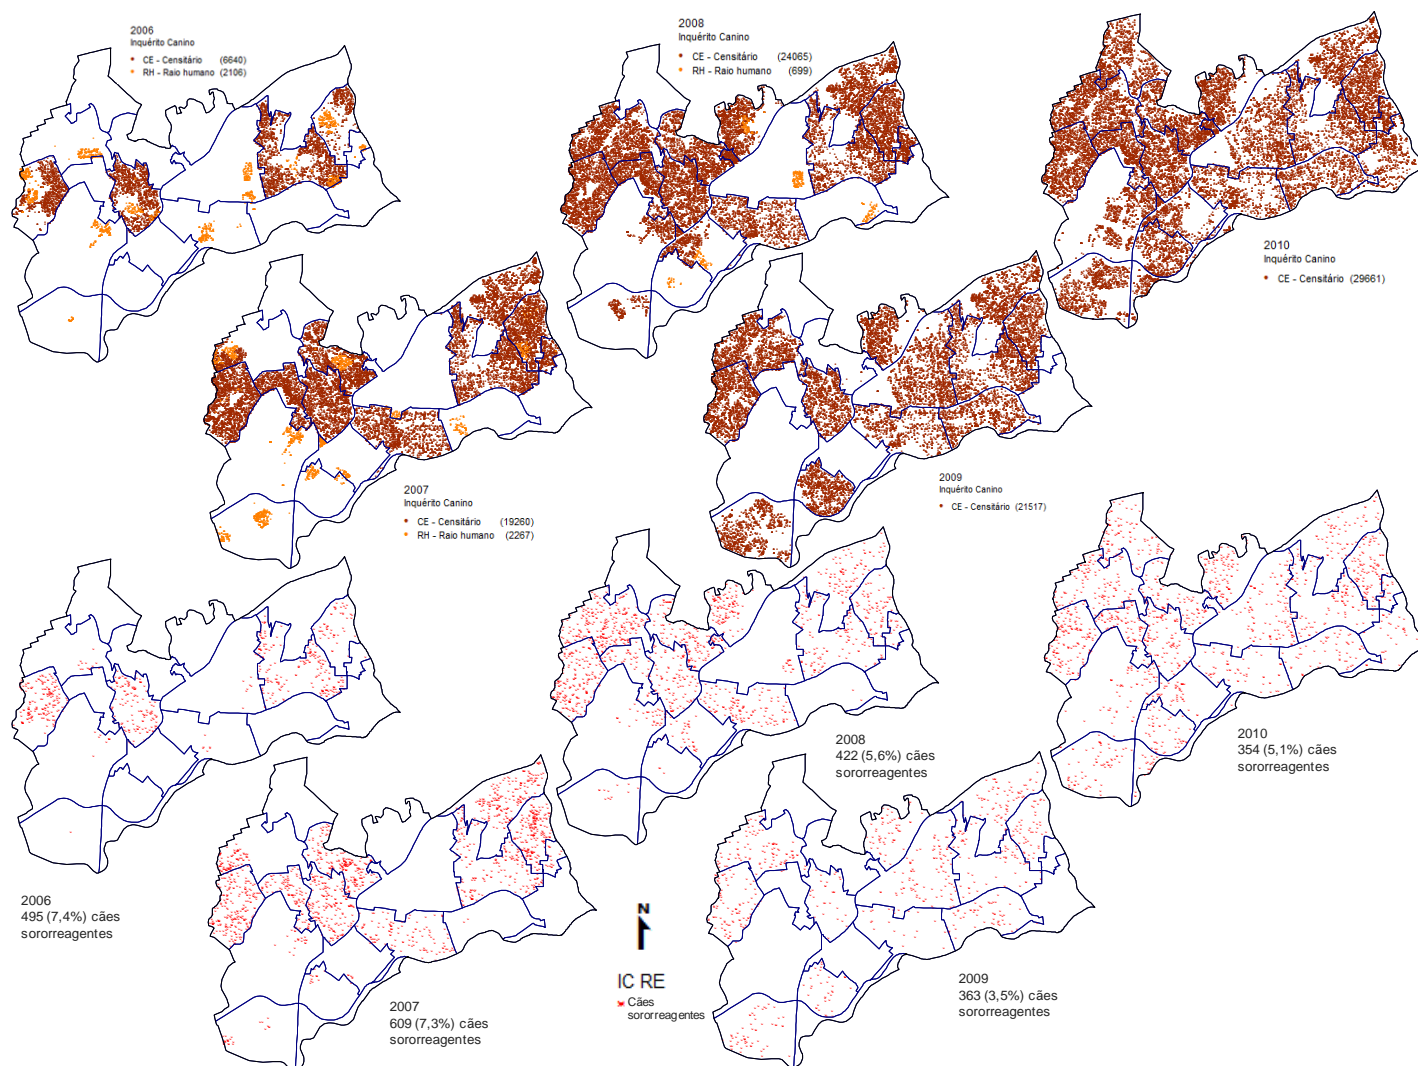 2006
Inquérito Canino
CE - Censitário (6640)
RH - Raio humano (2106)
2008
Inquérito Canino
CE - Censitário (24065)
RH - Raio humano (699)
2010
Inquérito Canino
CE - Censitário (29661)
2007
Inquérito Canino
CE - Censitário (19260)
RH - Raio humano (2267)
2009
Inquérito Canino
CE - Censitário (21517)
2006
495 (7,4%) cães
sororreagentes
2007
609 (7,3%) cães
sororreagentes
2008
422 (5,6%) cães
sororreagentes
2009
363 (3,5%) cães
sororreagentes
2010
354 (5,1%) cães
sororreagentes
N
IC RE
Cães
sororreagentes